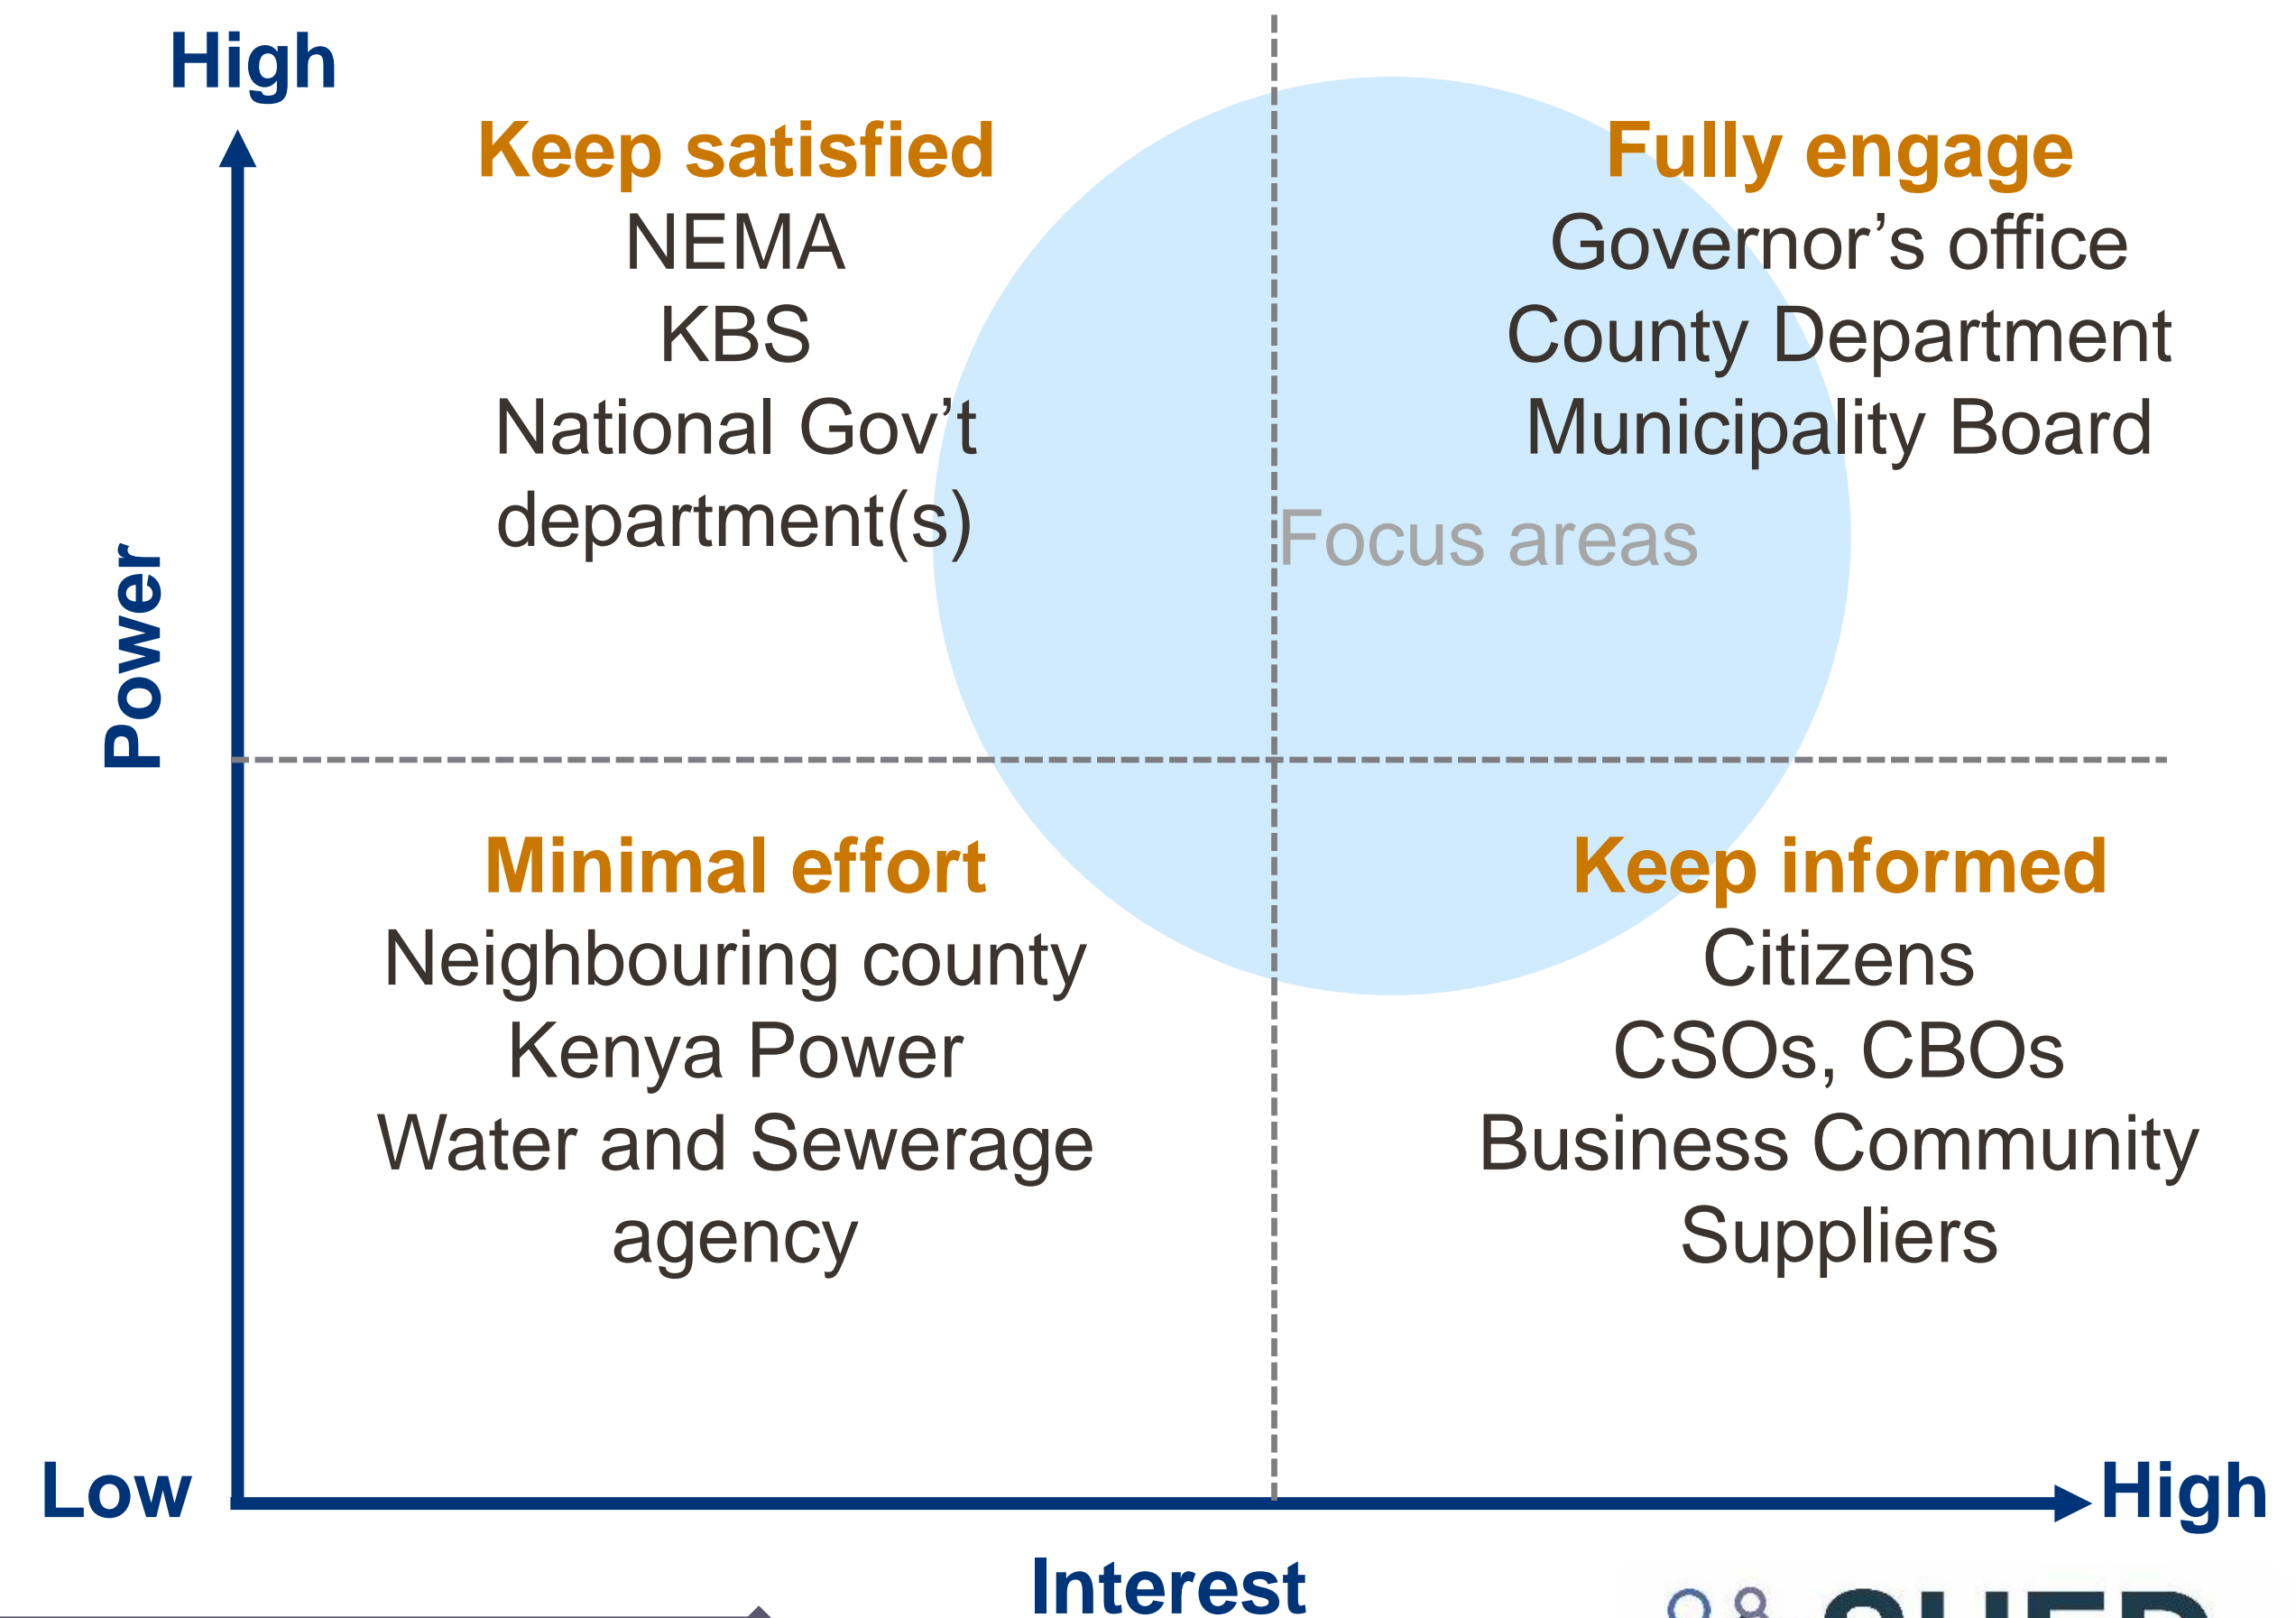 High
Keep satisfied
NEMA
KBS
National Gov’t
department(s)
Fully engage
Governor’s office
County Department
Municipality Board
Focus areas
Power
Minimal effort
Neighbouring county
Kenya Power
Water and Sewerage
agency
Keep informed
Citizens
CSOs, CBOs
Business Community
Suppliers
Low
High
Interest